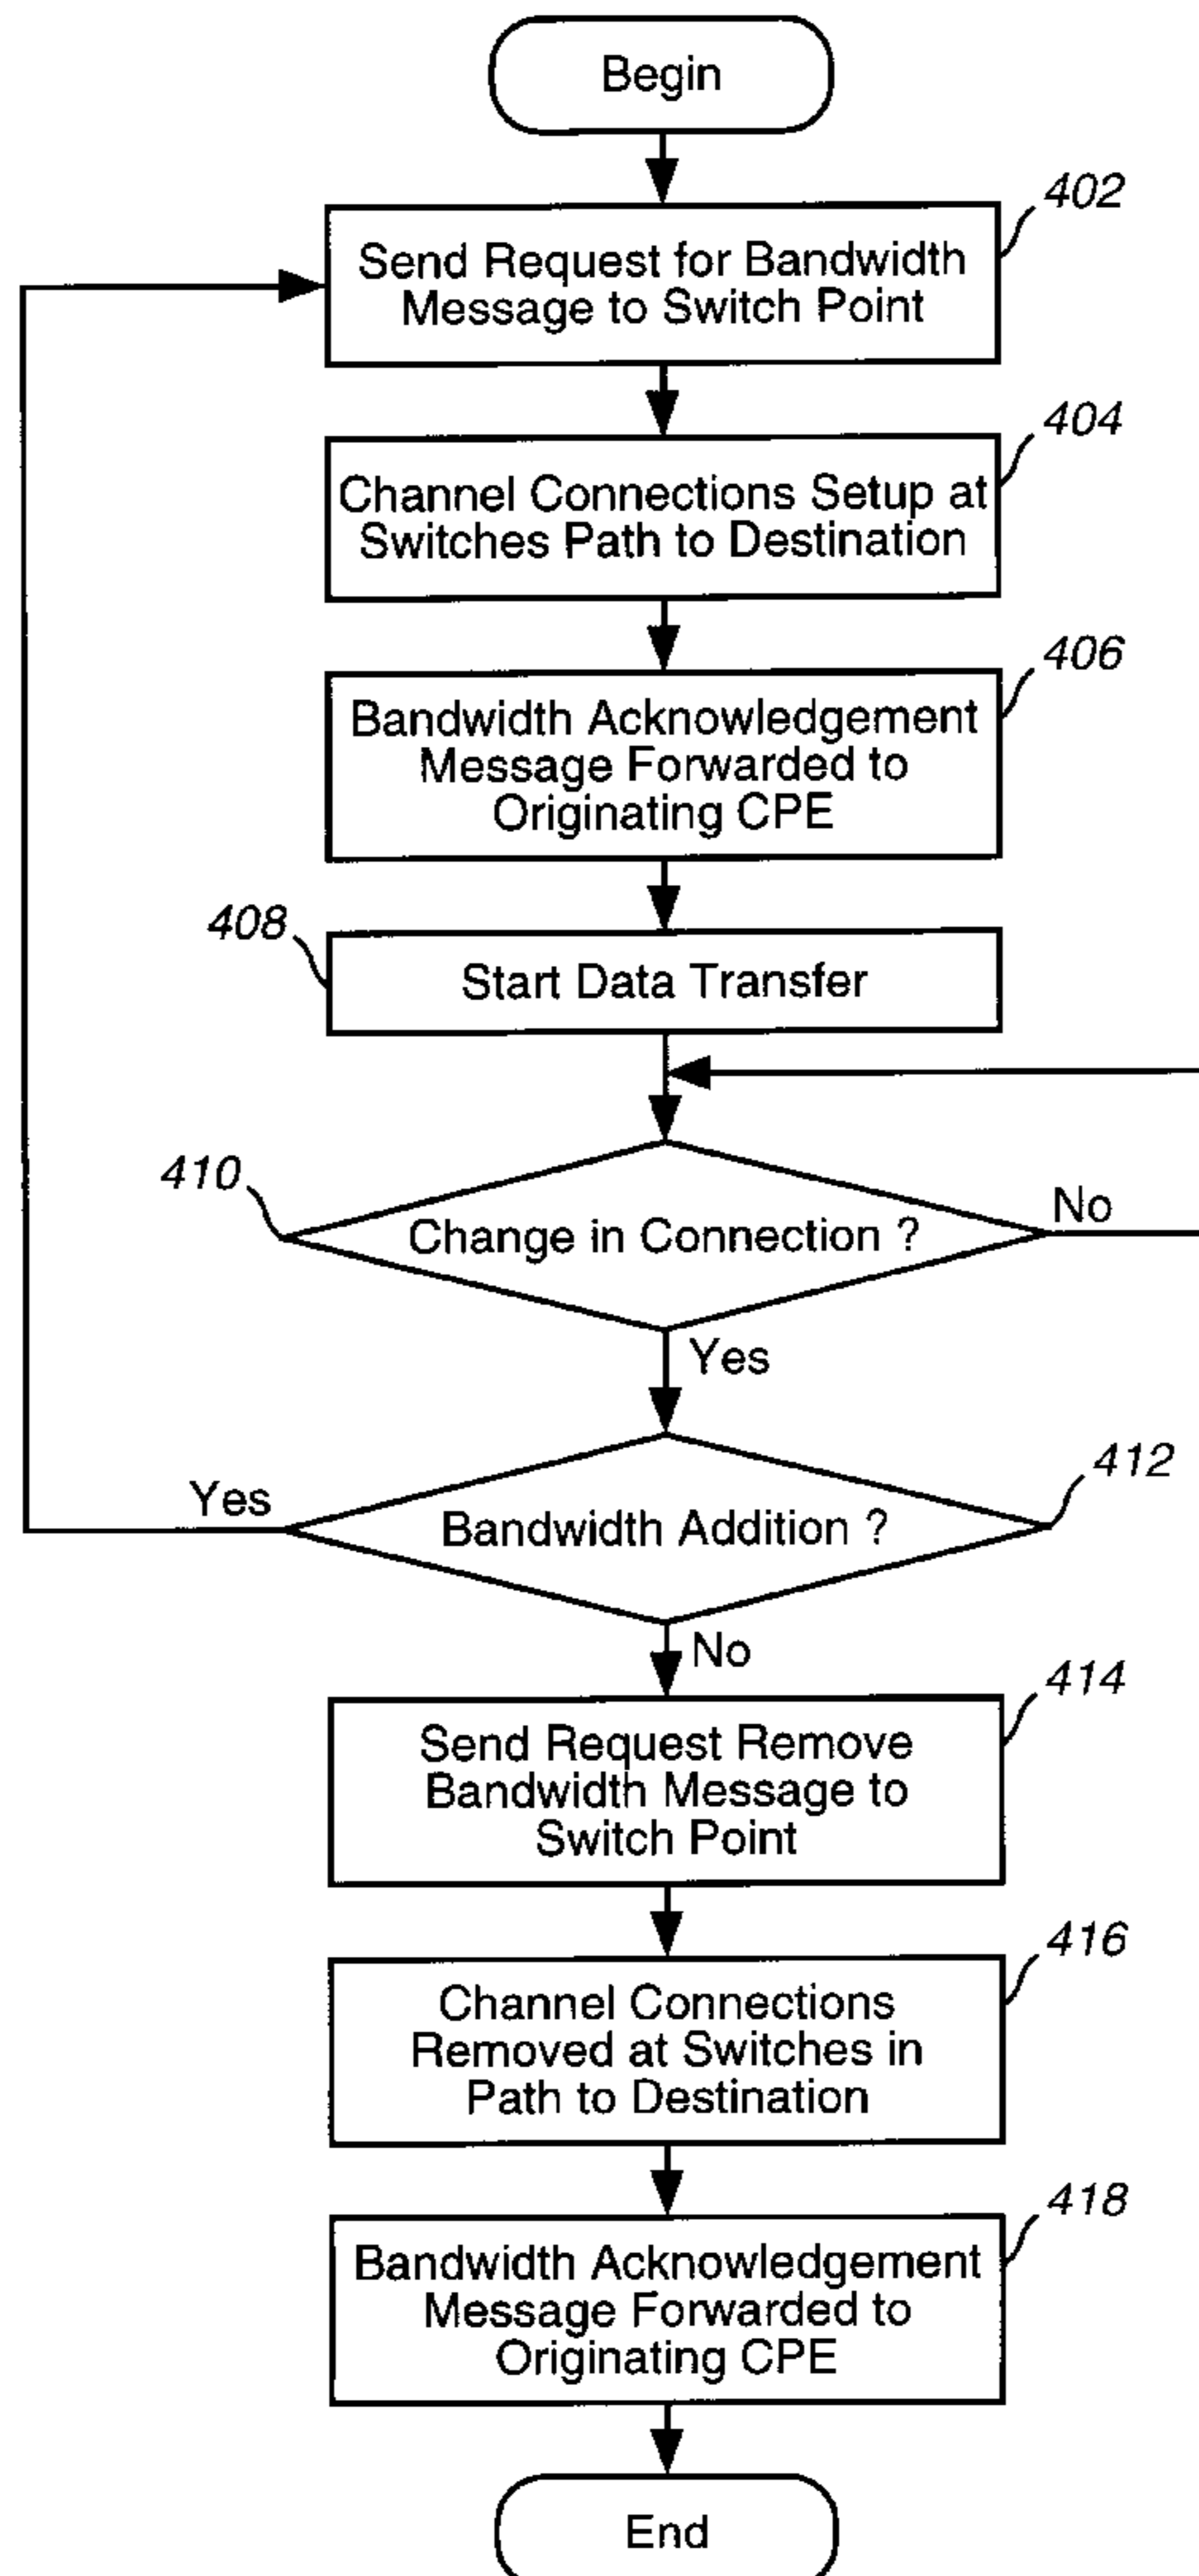 Begin
402
Send Request for Bandwidth
Message to Switch Point
404
Channel Connections Setup at
Switches Path to Destination
406
Bandwidth Acknowledgement
Message Forwarded to
Originating CPE
408
Start Data Transfer
410
Change in Connection ?
No
Yes
412
Yes
Bandwidth Addition ?
No
414
Send Request Remove
Bandwidth Message to
Switch Point
416
Channel Connections
Removed at Switches in
Path to Destination
418
Bandwidth Acknowledgement
Message Forwarded to
Originating CPE
End